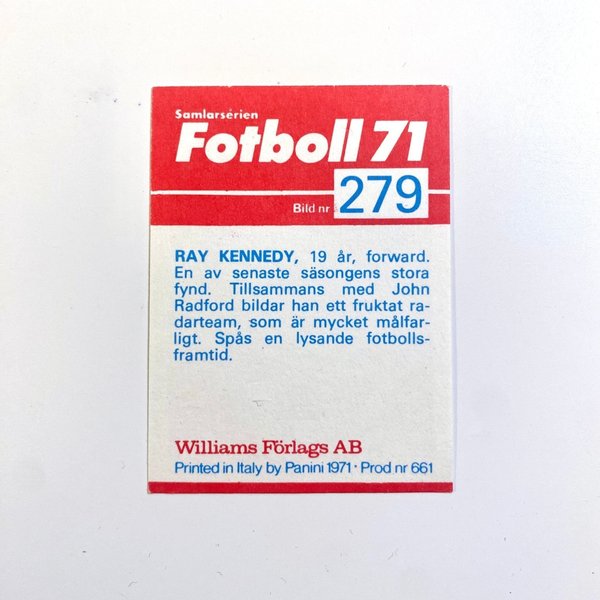 Samlarserien
Fotboll 71
Bild nr 279
RAY KENNEDY, 19 år, forward.
En av senaste säsongens stora
fynd. Tillsammans med John
Radford bildar han ett fruktat ra-
darteam, som är mycket målfar-
ligt. Spås en lysande fotbolls-
framtid.
Williams Förlags AB
Printed in Italy by Panini 1971 · Prod nr 661